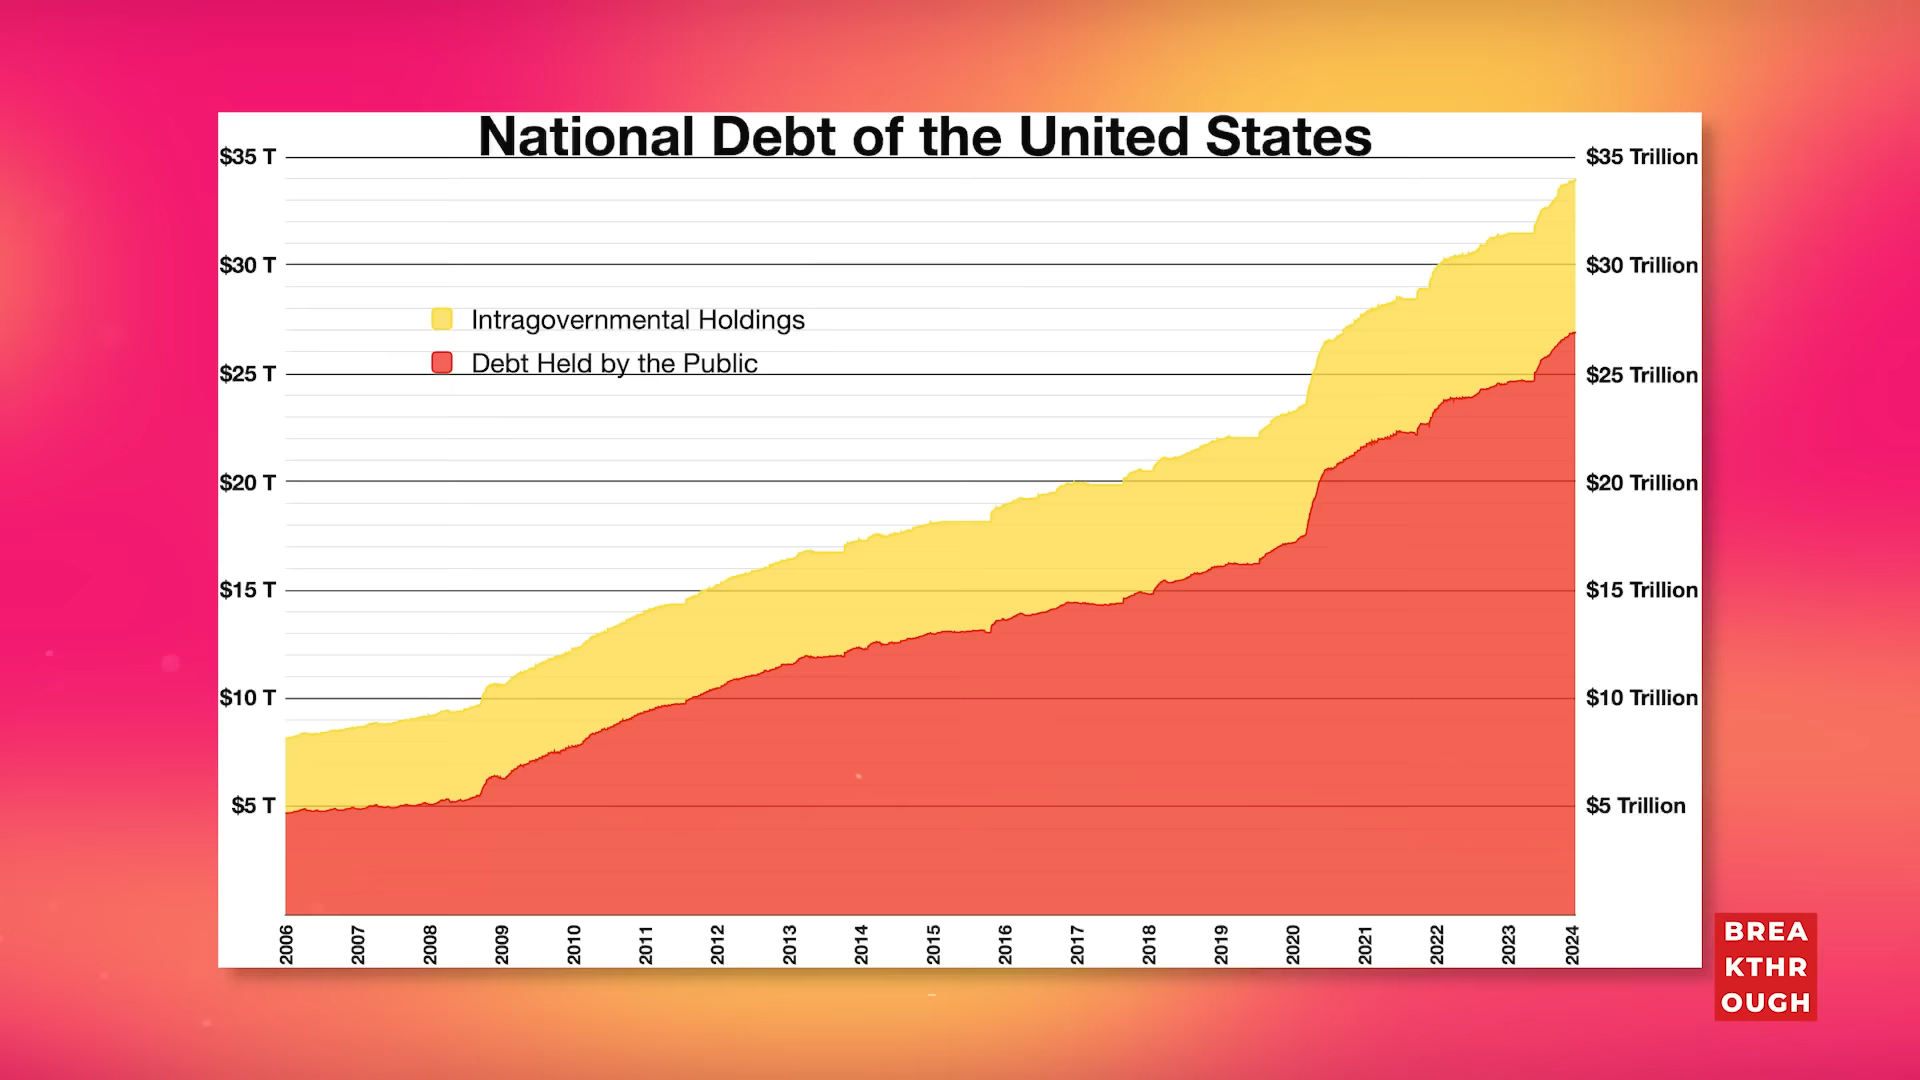 National Debt of the United States
$35 T
$35 Trillion
$30 T
$30 Trillion
Intragovernmental Holdings
Debt Held by the Public
$25 T
$25 Trillion
$20 T
$20 Trillion
$15 T
$15 Trillion
$10 T
$10 Trillion
$5 T
$5 Trillion
2006
2007
2008
2009
2010
2011
2012
2013
2014
2015
2016
2017
2018
2019
2020
2021
2022
2023
2024
BREA
KTHR
OUGH